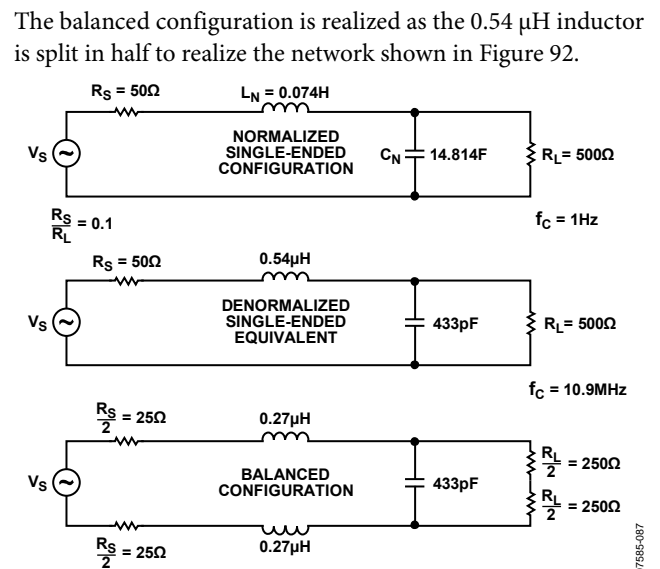 The balanced configuration is realized as the 0.54 μH inductor
is split in half to realize the network shown in Figure 92.
RS = 50Ω
LN = 0.074H
VS
NORMALIZED
SINGLE-ENDED
CONFIGURATION
CN
14.814F
RL= 500Ω
RS
RL
= 0.1
fC = 1Hz
RS = 50Ω
0.54μH
VS
DENORMALIZED
SINGLE-ENDED
EQUIVALENT
433pF
RL= 500Ω
fC = 10.9MHz
RS
2
= 25Ω
0.27μH
VS
BALANCED
CONFIGURATION
433pF
RL
2
= 250Ω
RL
2
= 250Ω
RS
2
= 25Ω
0.27μH